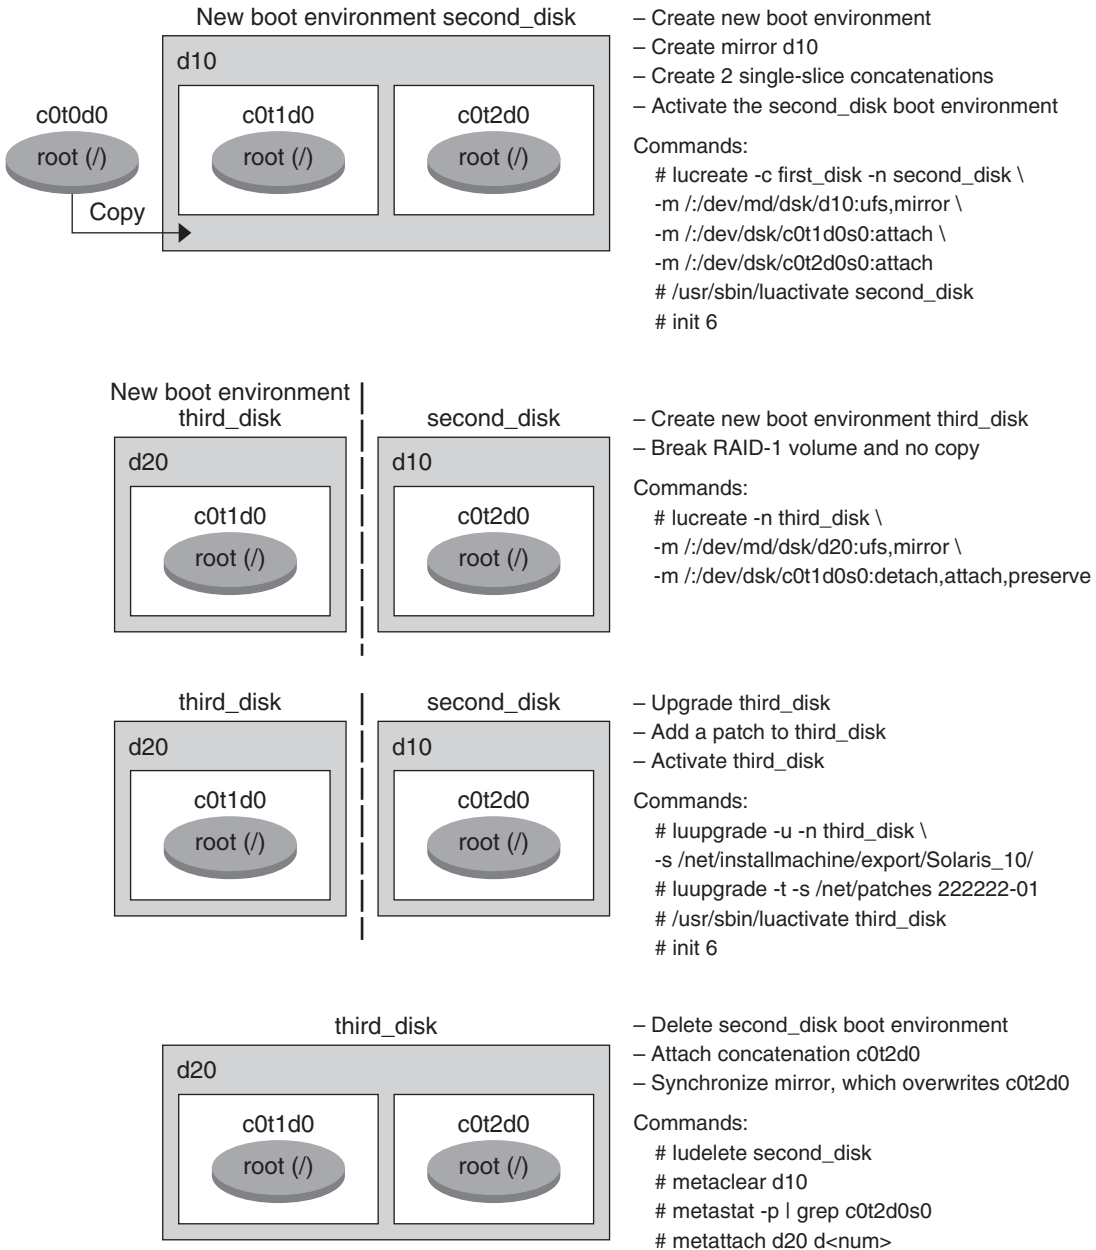 New boot environment second_disk
d10
c0t0d0
root (/)
Copy
c0t1d0
root (/)
c0t2d0
root (/)
– Create new boot environment
– Create mirror d10
– Create 2 single-slice concatenations
– Activate the second_disk boot environment
Commands:
# lucreate -c first_disk -n second_disk \
-m /:/dev/md/dsk/d10:ufs,mirror \
-m /:/dev/dsk/c0t1d0s0:attach \
-m /:/dev/dsk/c0t2d0s0:attach
# /usr/sbin/luactivate second_disk
# init 6
New boot environment
third_disk
d20
c0t1d0
root (/)
second_disk
d10
c0t2d0
root (/)
– Create new boot environment third_disk
– Break RAID-1 volume and no copy
Commands:
# lucreate -n third_disk \
-m /:/dev/md/dsk/d20:ufs,mirror \
-m /:/dev/dsk/c0t1d0s0:detach,attach,preserve
third_disk
d20
c0t1d0
root (/)
second_disk
d10
c0t2d0
root (/)
– Upgrade third_disk
– Add a patch to third_disk
– Activate third_disk
Commands:
# luupgrade -u -n third_disk \
-s /net/installmachine/export/Solaris_10/
# luupgrade -t -s /net/patches 222222-01
# /usr/sbin/luactivate third_disk
# init 6
third_disk
d20
c0t1d0
root (/)
c0t2d0
root (/)
– Delete second_disk boot environment
– Attach concatenation c0t2d0
– Synchronize mirror, which overwrites c0t2d0
Commands:
# ludelete second_disk
# metaclear d10
# metastat -p | grep c0t2d0s0
# metattach d20 d<num>